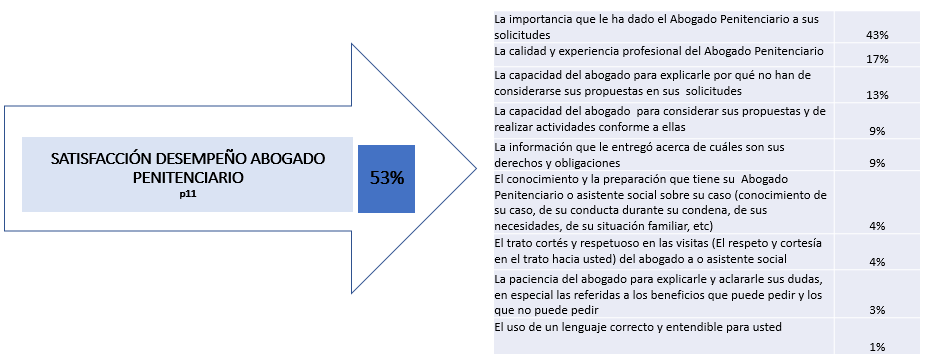 SATISFACCIÓN DESEMPEÑO ABOGADO
PENITENCIARIO
p11
53%
La importancia que le ha dado el Abogado Penitenciario a sus
solicitudes
43%
La calidad y experiencia profesional del Abogado Penitenciario
17%
La capacidad del abogado para explicarle por qué no han de
considerarse sus propuestas en sus solicitudes
13%
La capacidad del abogado para considerar sus propuestas y de
realizar actividades conforme a ellas
9%
La información que le entregó acerca de cuáles son sus
derechos y obligaciones
9%
El conocimiento y la preparación que tiene su Abogado
Penitenciario o asistente social sobre su caso (conocimiento de
su caso, de su conducta durante su condena, de sus
necesidades, de su situación familiar, etc)
4%
El trato cortés y respetuoso en las visitas (El respeto y cortesía
en el trato hacia usted) del abogado a o asistente social
4%
La paciencia del abogado para explicarle y aclararle sus dudas,
en especial las referidas a los beneficios que puede pedir y los
que no puede pedir
3%
El uso de un lenguaje correcto y entendible para usted
1%